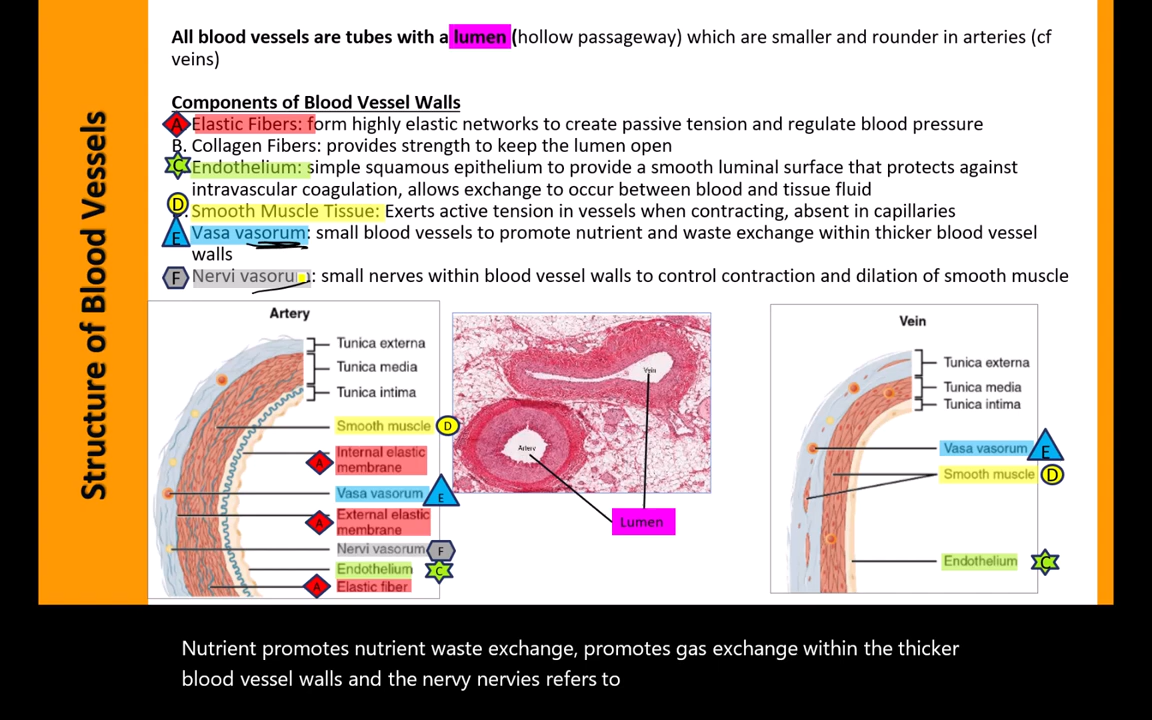 Structure of Blood Vessels
All blood vessels are tubes with a lumen (hollow passageway) which are smaller and rounder in arteries (cf
veins)
Components of Blood Vessel Walls
A Elastic Fibers: form highly elastic networks to create passive tension and regulate blood pressure
B. Collagen Fibers: provides strength to keep the lumen open
C Endothelium: simple squamous epithelium to provide a smooth luminal surface that protects against
intravascular coagulation, allows exchange to occur between blood and tissue fluid
D Smooth Muscle Tissue: Exerts active tension in vessels when contracting, absent in capillaries
E Vasa vasorum: small blood vessels to promote nutrient and waste exchange within thicker blood vessel
walls
F Nervi vasorum: small nerves within blood vessel walls to control contraction and dilation of smooth muscle
Artery
Tunica externa
Tunica media
Tunica intima
Smooth muscle D
A Internal elastic
membrane
Vasa vasorum E
A External elastic
membrane
Nervi vasorum F
Endothelium C
A Elastic fiber
Vein
Artery
Lumen
Vein
Tunica externa
Tunica media
Tunica intima
Vasa vasorum E
Smooth muscle D
Endothelium C
Nutrient promotes nutrient waste exchange, promotes gas exchange within the thicker
blood vessel walls and the nervy nervies refers to